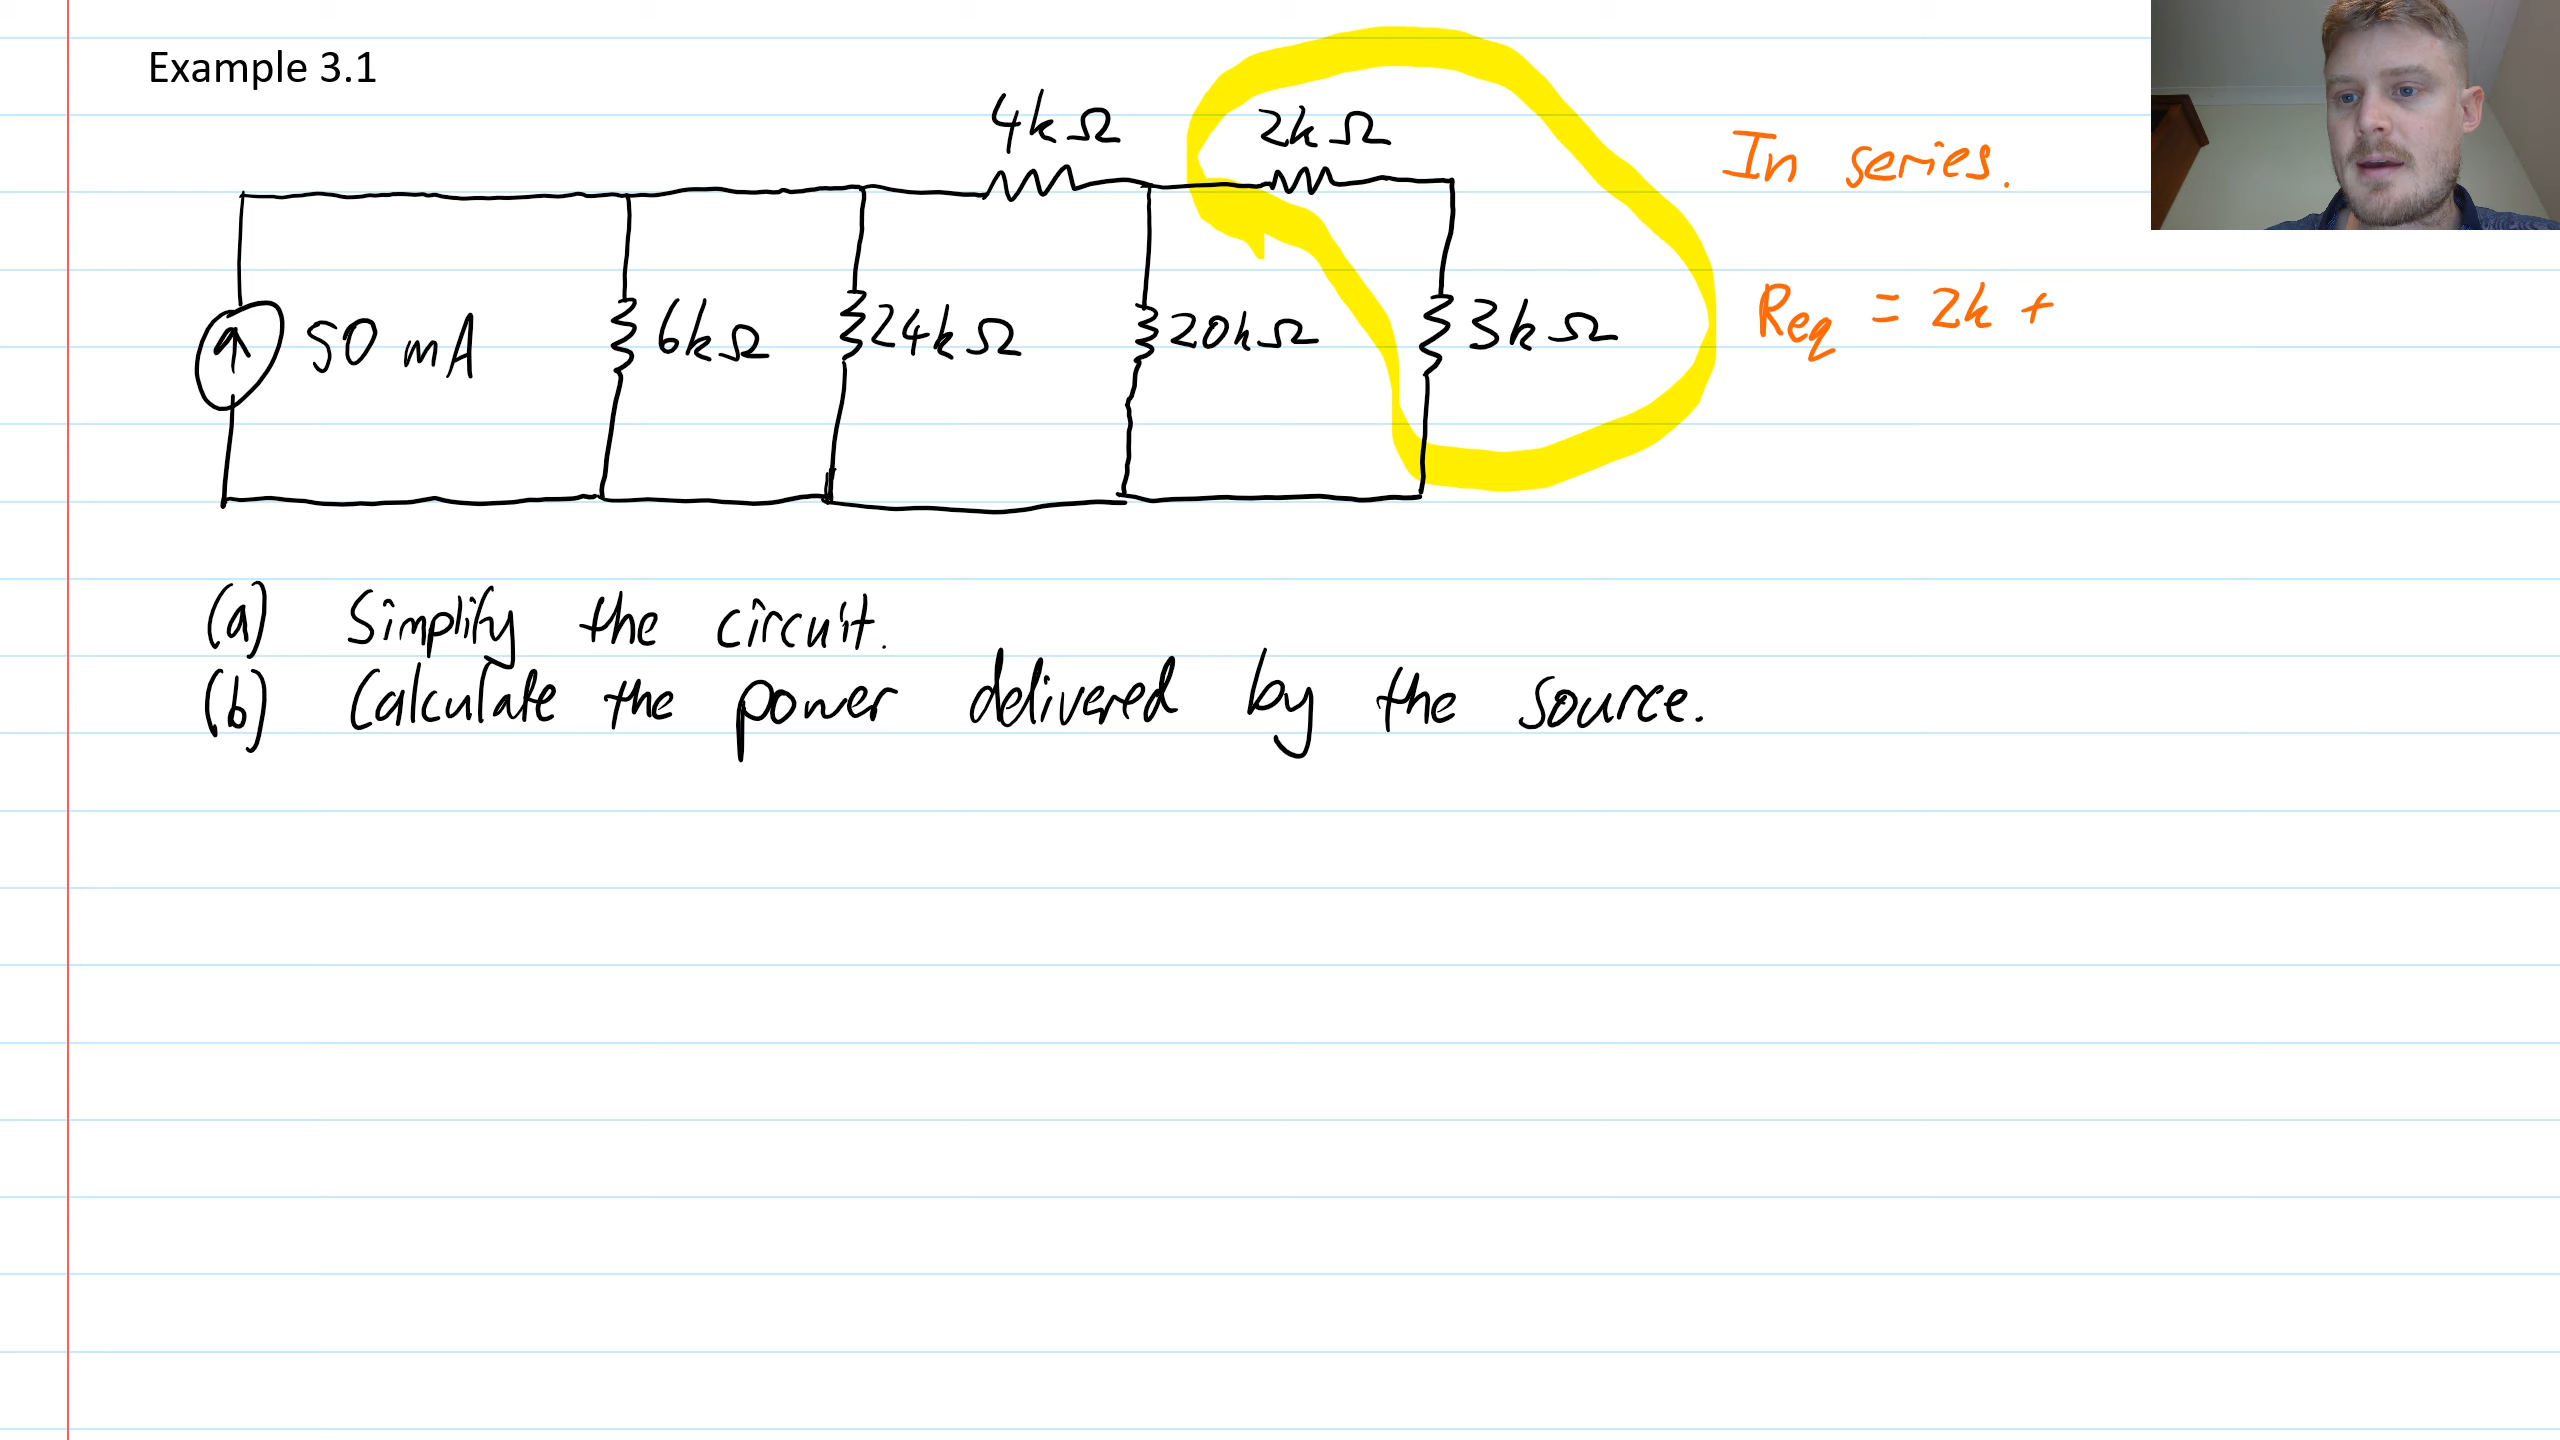 Example 3.1
4kΩ 2kΩ
In series.
50 mA 6kΩ 24kΩ 20kΩ 3kΩ
Req = 2k +
(a) Simplify the circuit.
(b) Calculate the power delivered by the source.